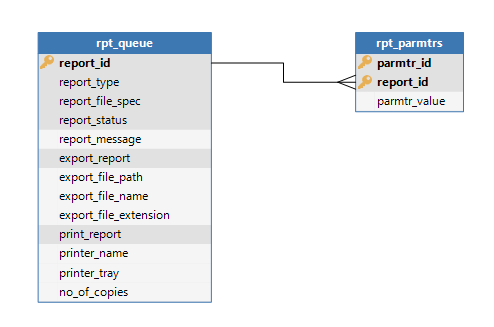 rpt_queue
report_id
report_type
report_file_spec
report_status
report_message
export_report
export_file_path
export_file_name
export_file_extension
print_report
printer_name
printer_tray
no_of_copies
rpt_parmtrs
parmtr_id
report_id
parmtr_value